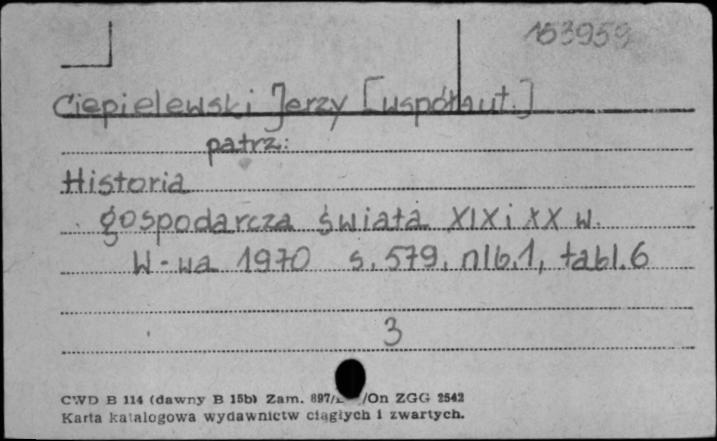 153959
Ciepielewski Jerzy [współaut.]
patrz:
Historia
gospodarcza świata XIX i XX w.
W-wa 1970 s. 579, nlb. 1, tabl. 6
3
CWD B 114 (dawny B 15b) Zam. 897/ /On ZGG 2542
Karta katalogowa wydawnictw ciągłych i zwartych.